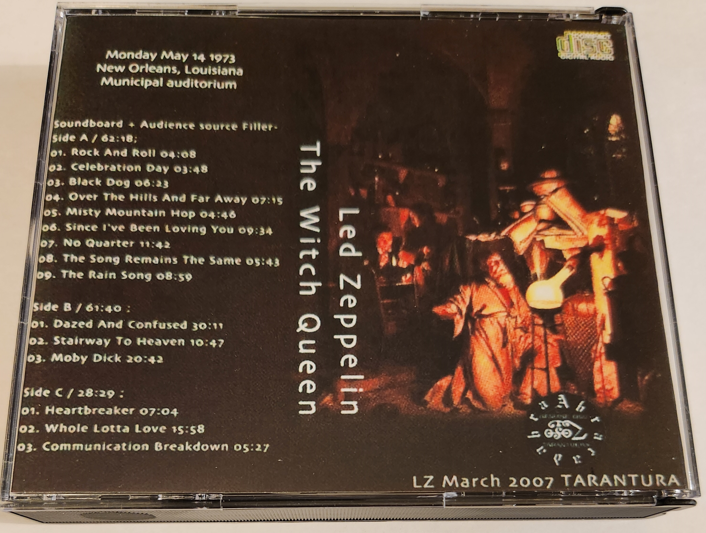 Monday May 14 1973
New Orleans, Louisiana
Municipal auditorium
COMPACT
disc
DIGITAL AUDIO
Soundboard + Audience source Filler-
Side A / 62:18;
01. Rock And Roll 04:08
02. Celebration Day 03:48
03. Black Dog 06:23
04. Over The Hills And Far Away 07:15
05. Misty Mountain Hop 04:46
06. Since I've Been Loving You 09:34
07. No Quarter 11:42
08. The Song Remains The Same 05:43
09. The Rain Song 08:59
Side B / 61:40 ;
01. Dazed And Confused 30:11
02. Stairway To Heaven 10:47
03. Moby Dick 20:42
Side C / 28:29 ;
01. Heartbreaker 07:04
02. Whole Lotta Love 15:58
03. Communication Breakdown 05:27
Led Zeppelin
The Witch Queen
LZ March 2007 TARANTURA